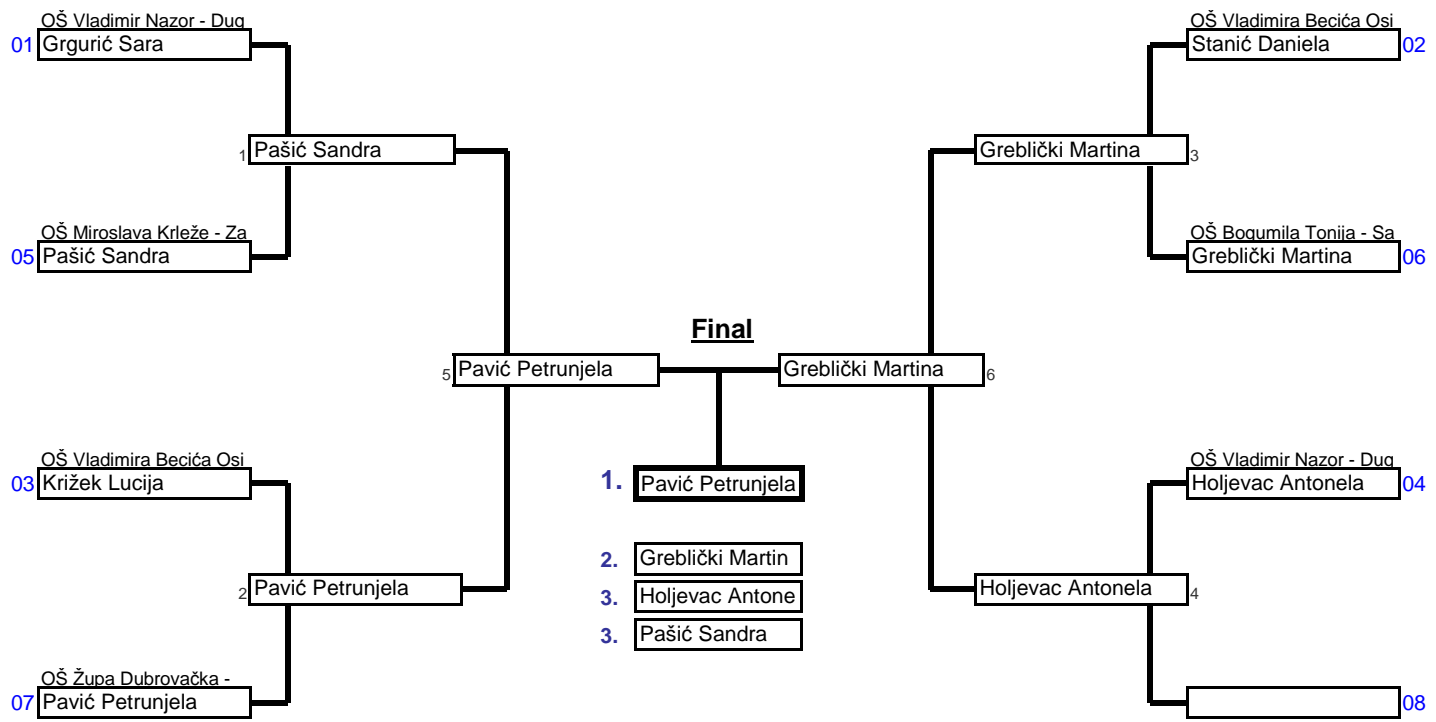 OŠ Vladimir Nazor - Dug
01 Grgurić Sara
OŠ Vladimira Becića Osi
Stanić Daniela 02
1 Pašić Sandra
Greblički Martina 3
OŠ Miroslava Krleže - Za
05 Pašić Sandra
OŠ Bogumila Tonija - Sa
Greblički Martina 06
Final
5 Pavić Petrunjela
Greblički Martina 6
OŠ Vladimira Becića Osi
03 Križek Lucija
OŠ Vladimir Nazor - Dug
Holjevac Antonela 04
1. Pavić Petrunjela
2. Greblički Martin
3. Holjevac Antone
3. Pašić Sandra
2 Pavić Petrunjela
Holjevac Antonela 4
OŠ Župa Dubrovačka -
07 Pavić Petrunjela
08